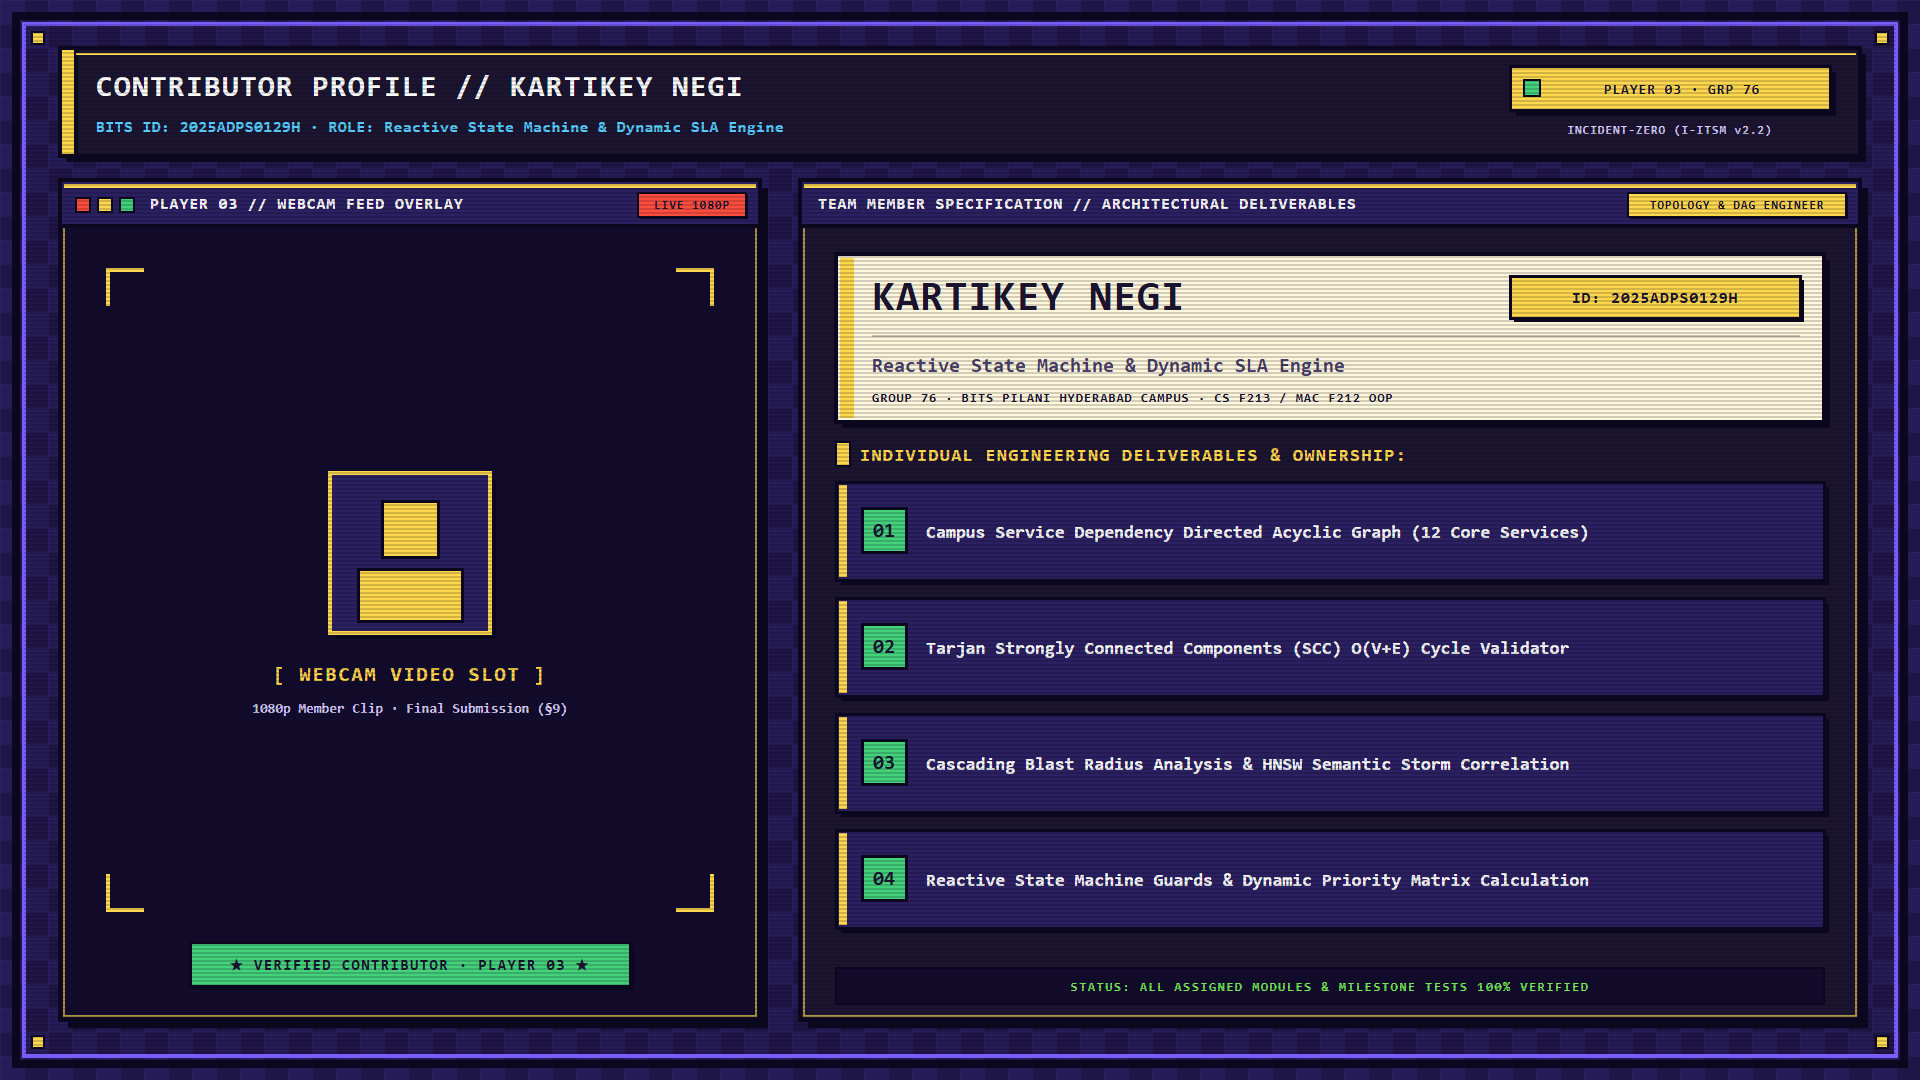 CONTRIBUTOR PROFILE // KARTIKEY NEGI
BITS ID: 2025ADPS0129H · ROLE: Reactive State Machine & Dynamic SLA Engine
PLAYER 03 · GRP 76
INCIDENT-ZERO (I-ITSM v2.2)
PLAYER 03 // WEBCAM FEED OVERLAY
LIVE 1080P
[ WEBCAM VIDEO SLOT ]
1080p Member Clip · Final Submission (§9)
★ VERIFIED CONTRIBUTOR · PLAYER 03 ★
TEAM MEMBER SPECIFICATION // ARCHITECTURAL DELIVERABLES
TOPOLOGY & DAG ENGINEER
KARTIKEY NEGI
ID: 2025ADPS0129H
Reactive State Machine & Dynamic SLA Engine
GROUP 76 · BITS PILANI HYDERABAD CAMPUS · CS F213 / MAC F212 OOP
INDIVIDUAL ENGINEERING DELIVERABLES & OWNERSHIP:
01 Campus Service Dependency Directed Acyclic Graph (12 Core Services)
02 Tarjan Strongly Connected Components (SCC) O(V+E) Cycle Validator
03 Cascading Blast Radius Analysis & HNSW Semantic Storm Correlation
04 Reactive State Machine Guards & Dynamic Priority Matrix Calculation
STATUS: ALL ASSIGNED MODULES & MILESTONE TESTS 100% VERIFIED